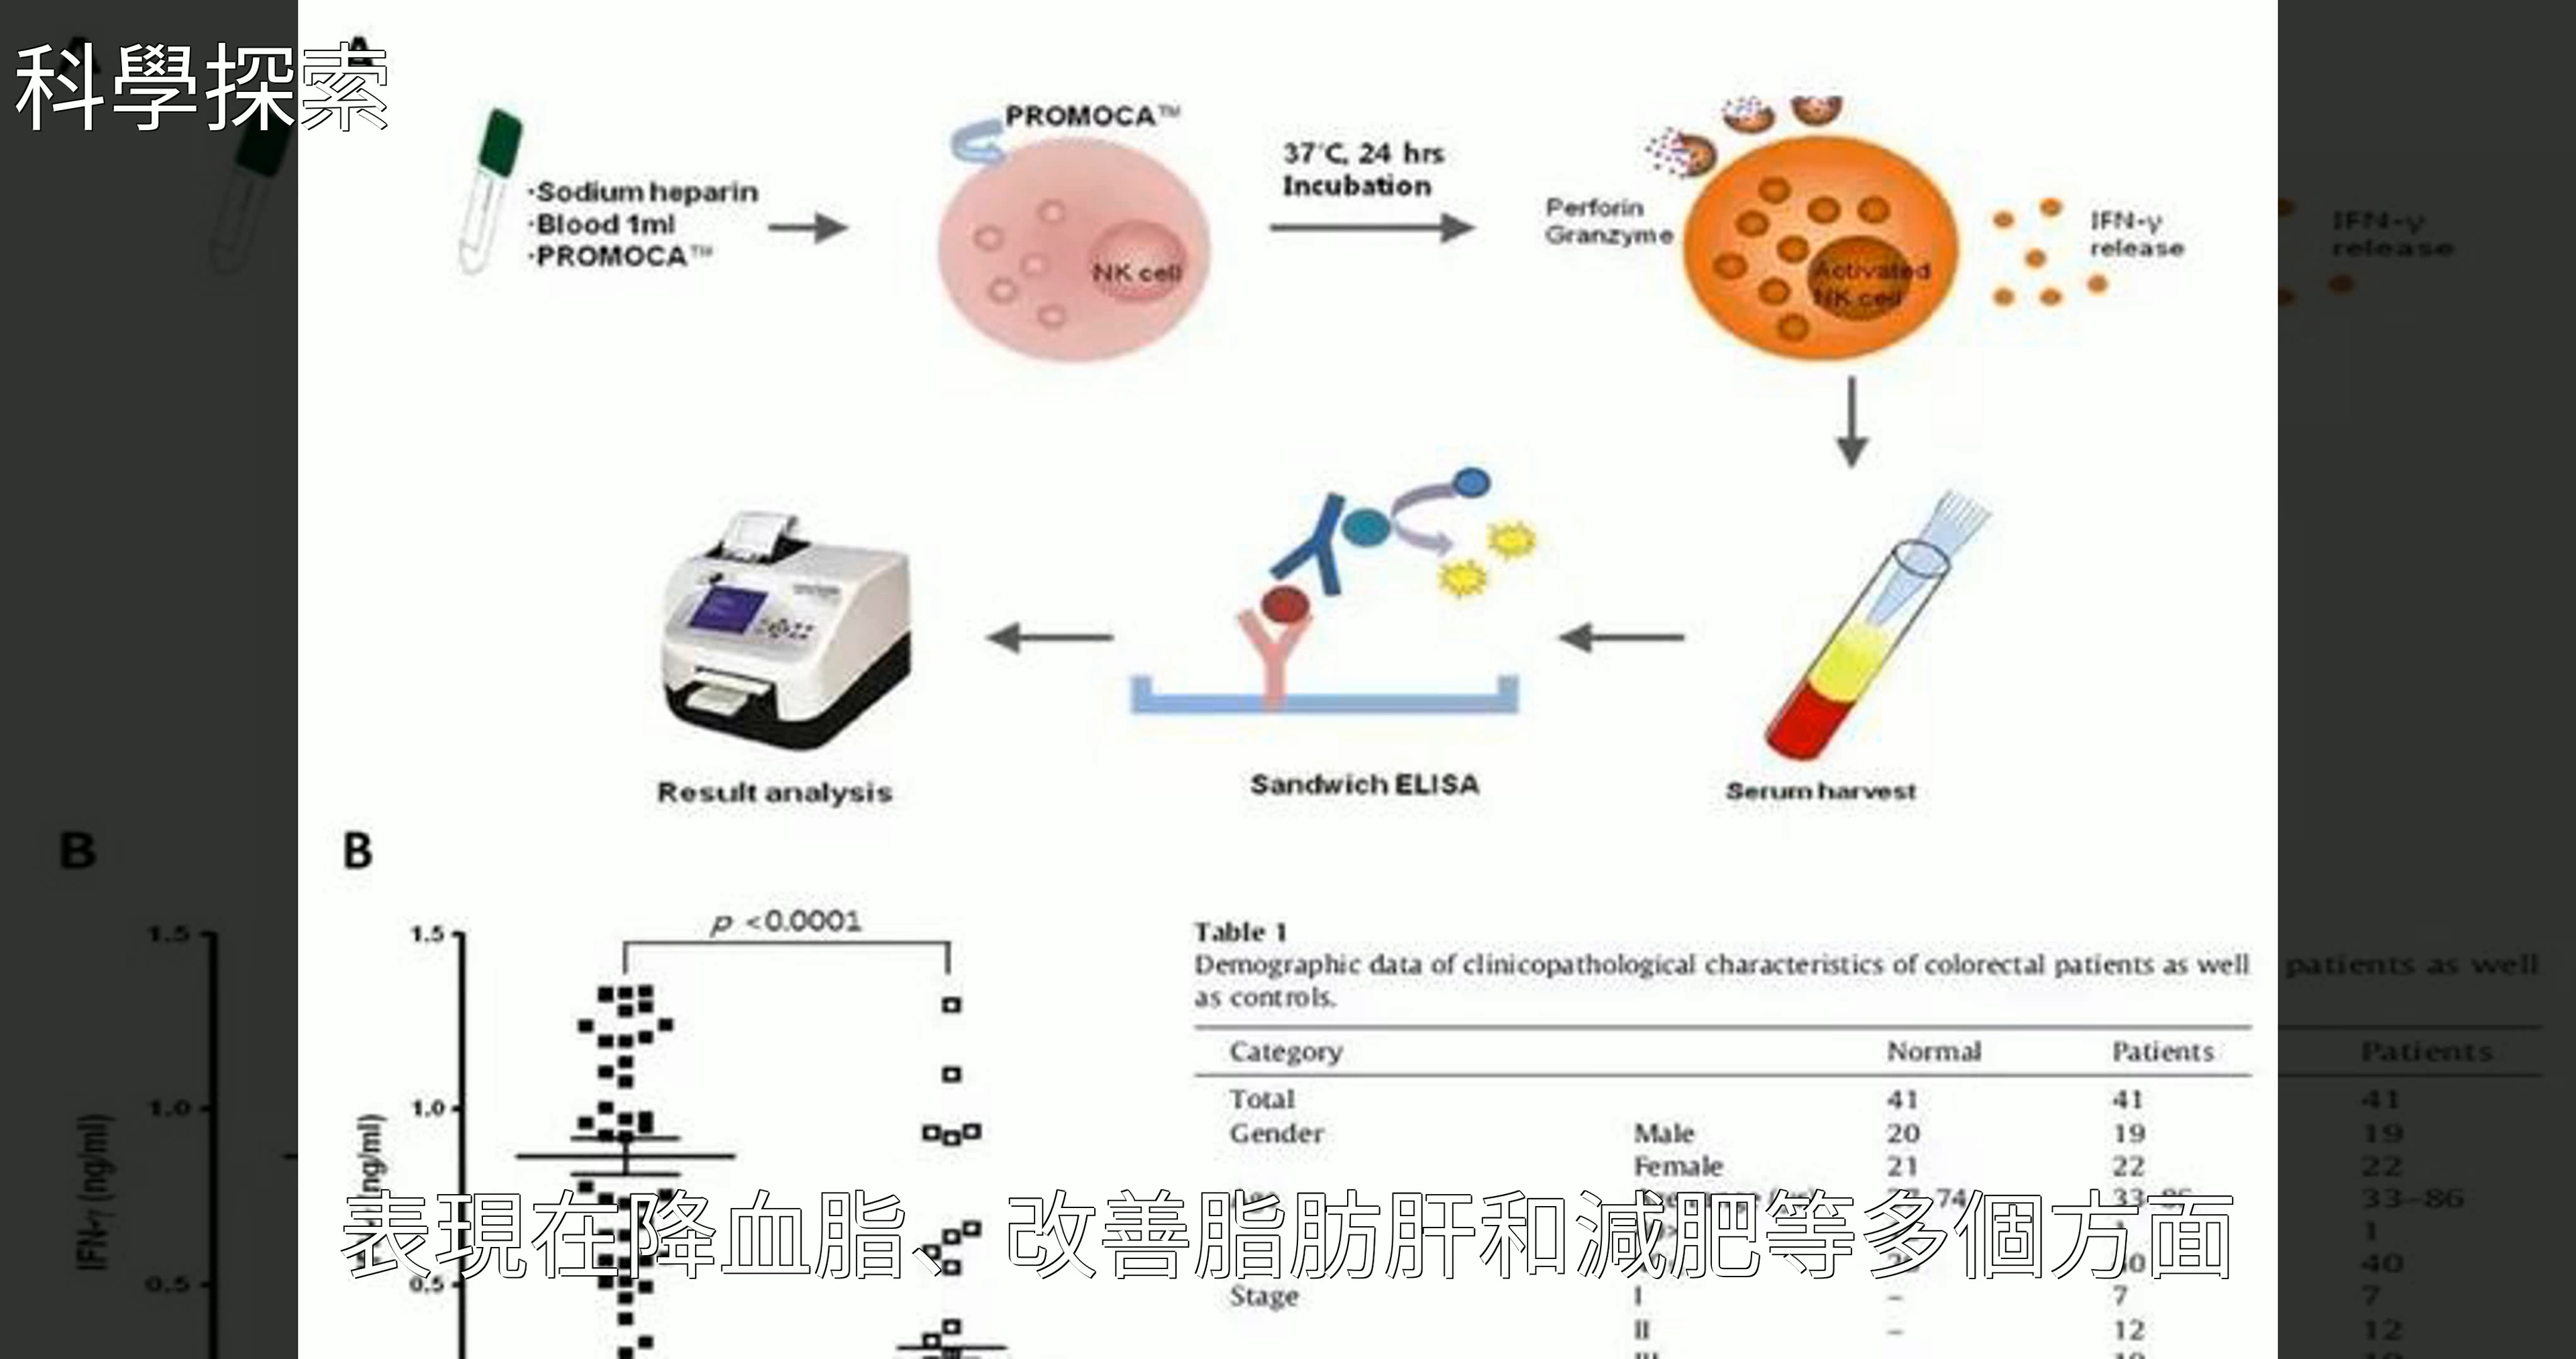 科學探索
A
PROMOCA™
·Sodium heparin
·Blood 1ml
·PROMOCA™
NK cell
37°C, 24 hrs
Incubation
Perforin
Granzyme
Activated
NK cell
IFN-γ
release
IFN-γ
release
Result analysis
Sandwich ELISA
Serum harvest
B
B
p <0.0001
1.5
1.0
0.5
IFN-γ (ng/ml)
1.5
1.0
0.5
(ng/ml)
Table 1
Demographic data of clinicopathological characteristics of colorectal patients as well
as controls.
patients as well
Category Normal Patients
Patients
Total 41 41
41
Gender Male 20 19
19
Female 21 22
22
33–86
1
40
Stage I – 7
7
II – 12
12
表現在降血脂、改善脂肪肝和減肥等多個方面